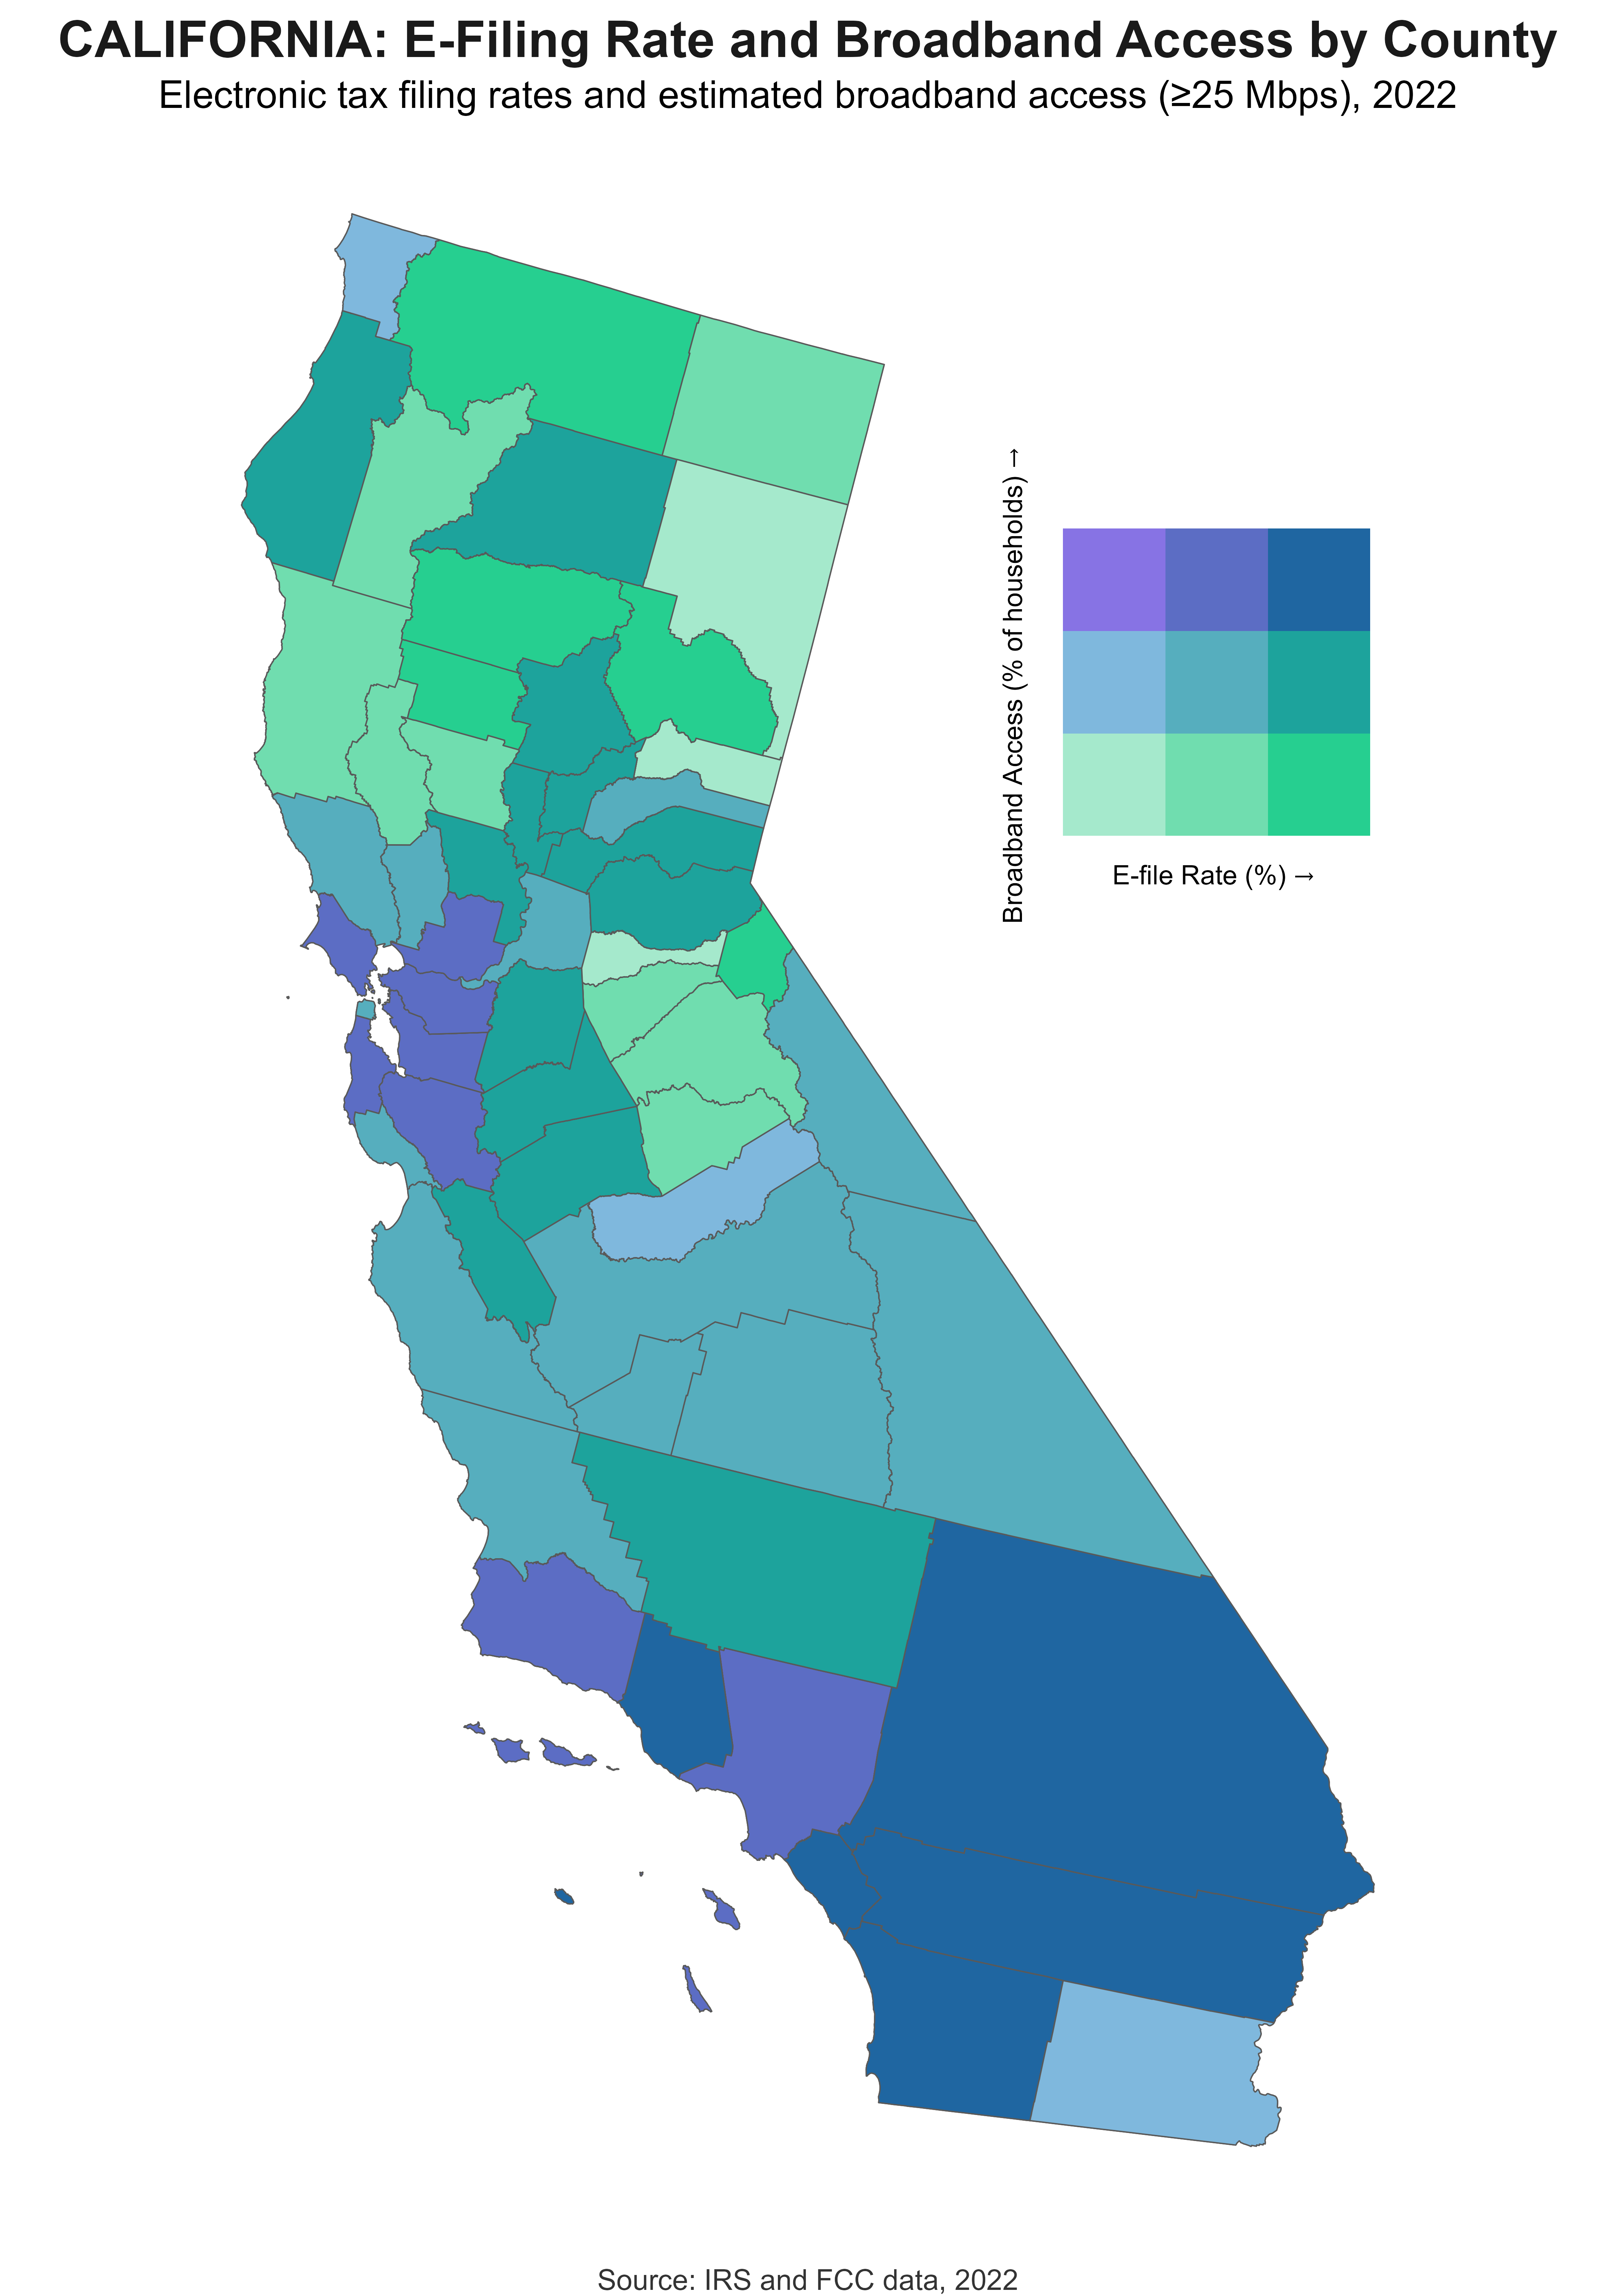 CALIFORNIA: E-Filing Rate and Broadband Access by County
Electronic tax filing rates and estimated broadband access (≥25 Mbps), 2022
Broadband Access (% of households) →
E-file Rate (%) →
Source: IRS and FCC data, 2022